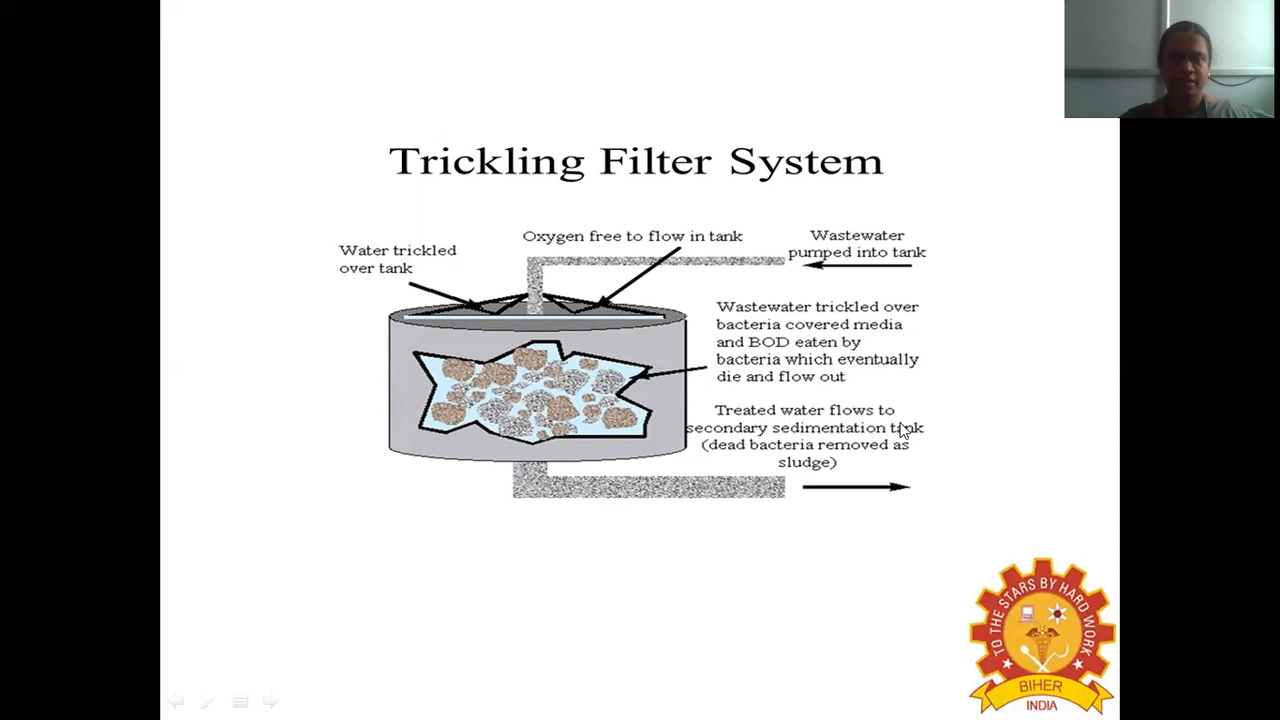 Trickling Filter System
Oxygen free to flow in tank
Wastewater
pumped into tank
Water trickled
over tank
Wastewater trickled over
bacteria covered media
and BOD eaten by
bacteria which eventually
die and flow out
Treated water flows to
secondary sedimentation tank
(dead bacteria removed as
sludge)
TO THE STARS BY HARD WORK
BIHER
INDIA